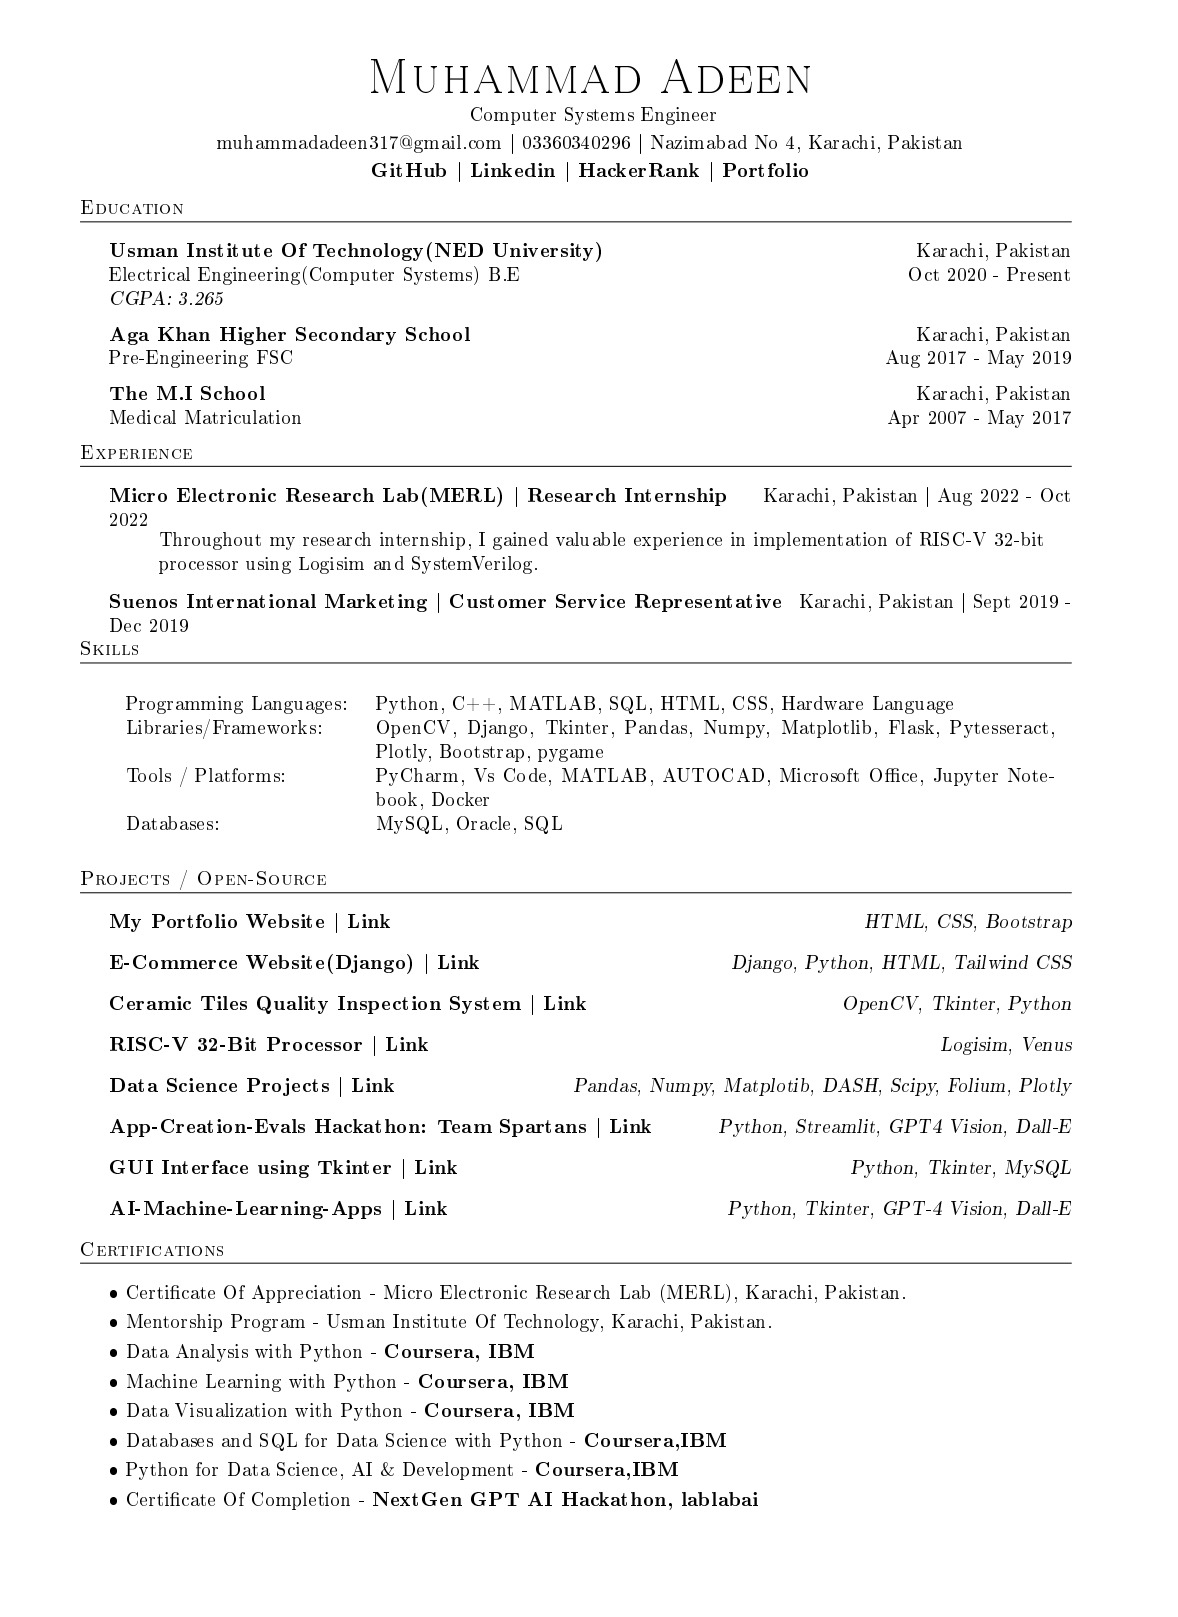 Muhammad Adeen
Computer Systems Engineer
muhammadadeen317@gmail.com | 03360340296 | Nazimabad No 4, Karachi, Pakistan
GitHub | Linkedin | HackerRank | Portfolio
Education
Usman Institute Of Technology(NED University) Karachi, Pakistan
Electrical Engineering(Computer Systems) B.E Oct 2020 - Present
CGPA: 3.265
Aga Khan Higher Secondary School Karachi, Pakistan
Pre-Engineering FSC Aug 2017 - May 2019
The M.I School Karachi, Pakistan
Medical Matriculation Apr 2007 - May 2017
Experience
Micro Electronic Research Lab(MERL) | Research Internship Karachi, Pakistan | Aug 2022 - Oct
2022
Throughout my research internship, I gained valuable experience in implementation of RISC-V 32-bit
processor using Logisim and SystemVerilog.
Suenos International Marketing | Customer Service Representative Karachi, Pakistan | Sept 2019 -
Dec 2019
Skills
Programming Languages: Python, C++, MATLAB, SQL, HTML, CSS, Hardware Language
Libraries/Frameworks: OpenCV, Django, Tkinter, Pandas, Numpy, Matplotlib, Flask, Pytesseract,
Plotly, Bootstrap, pygame
Tools / Platforms: PyCharm, Vs Code, MATLAB, AUTOCAD, Microsoft Office, Jupyter Note-
book, Docker
Databases: MySQL, Oracle, SQL
Projects / Open-Source
My Portfolio Website | Link HTML, CSS, Bootstrap
E-Commerce Website(Django) | Link Django, Python, HTML, Tailwind CSS
Ceramic Tiles Quality Inspection System | Link OpenCV, Tkinter, Python
RISC-V 32-Bit Processor | Link Logisim, Venus
Data Science Projects | Link Pandas, Numpy, Matplotib, DASH, Scipy, Folium, Plotly
App-Creation-Evals Hackathon: Team Spartans | Link Python, Streamlit, GPT4 Vision, Dall-E
GUI Interface using Tkinter | Link Python, Tkinter, MySQL
AI-Machine-Learning-Apps | Link Python, Tkinter, GPT-4 Vision, Dall-E
Certifications
• Certificate Of Appreciation - Micro Electronic Research Lab (MERL), Karachi, Pakistan.
• Mentorship Program - Usman Institute Of Technology, Karachi, Pakistan.
• Data Analysis with Python - Coursera, IBM
• Machine Learning with Python - Coursera, IBM
• Data Visualization with Python - Coursera, IBM
• Databases and SQL for Data Science with Python - Coursera,IBM
• Python for Data Science, AI & Development - Coursera,IBM
• Certificate Of Completion - NextGen GPT AI Hackathon, lablabai